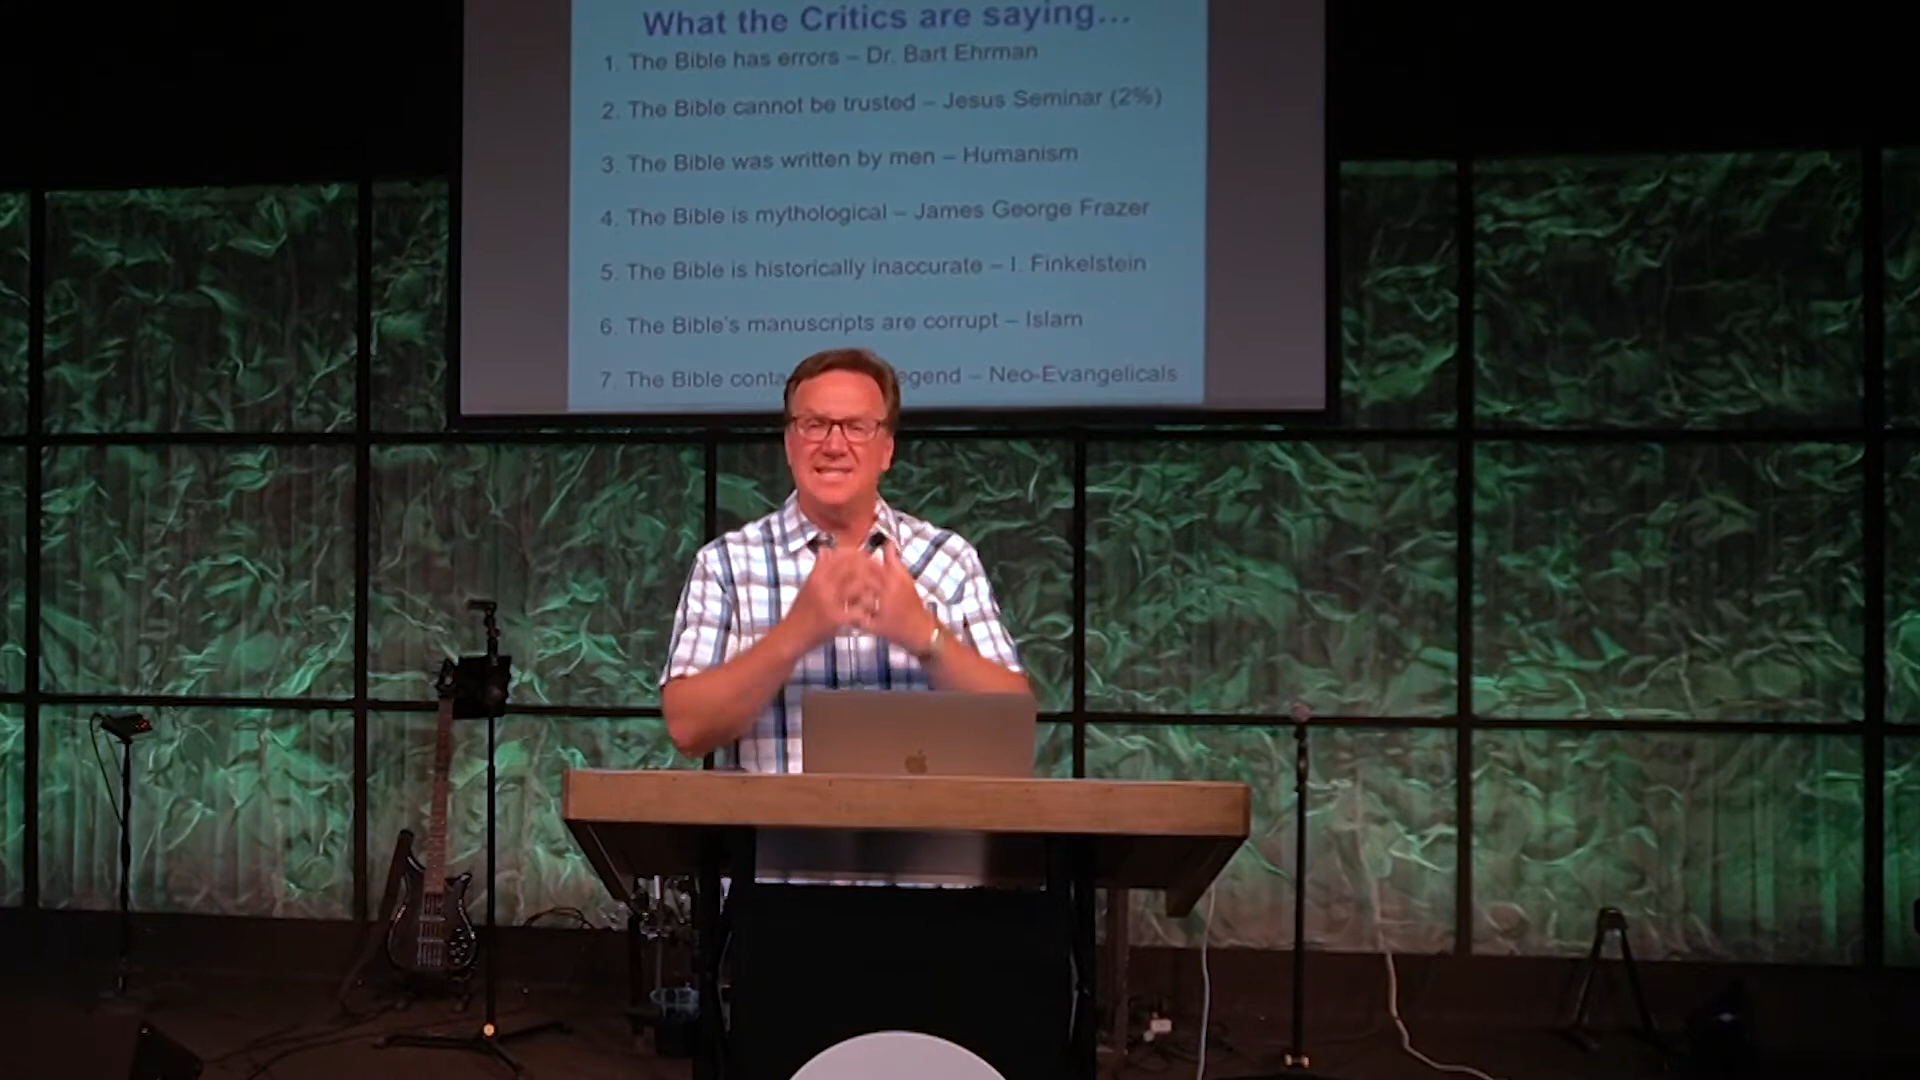 What the Critics are saying...
1. The Bible has errors – Dr. Bart Ehrman
2. The Bible cannot be trusted – Jesus Seminar (2%)
3. The Bible was written by men – Humanism
4. The Bible is mythological – James George Frazer
5. The Bible is historically inaccurate – I. Finkelstein
6. The Bible's manuscripts are corrupt – Islam
7. The Bible – Neo-Evangelicals